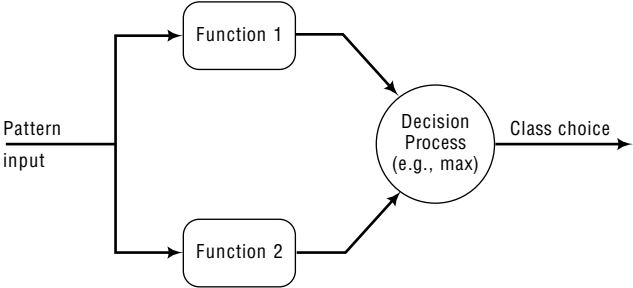 Function 1
Pattern
input
Decision
Process
(e.g., max)
Class choice
Function 2